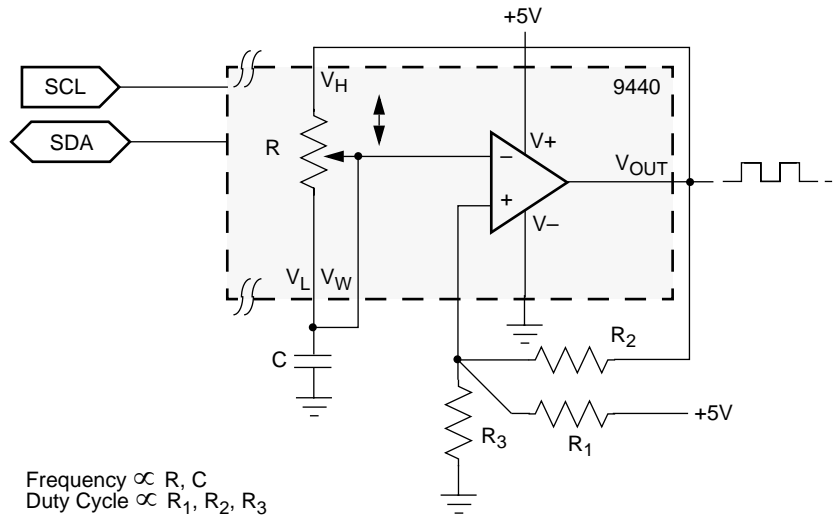 +5V
SCL
SDA
V_H
9440
R
V+
−
+
V_OUT
V–
V_L V_W
C
R_2
R_1
+5V
R_3
Frequency ∝ R, C
Duty Cycle ∝ R_1, R_2, R_3